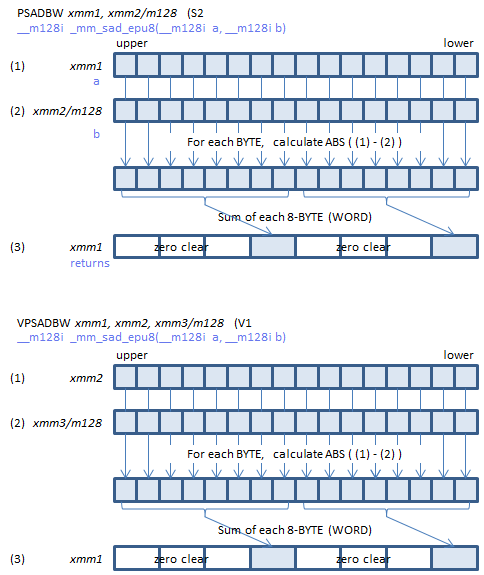 PSADBW xmm1, xmm2/m128 (S2
__m128i _mm_sad_epu8(__m128i a, __m128i b)
upper lower
(1) xmm1
a
(2) xmm2/m128
b
For each BYTE, calculate ABS ( (1) - (2) )
Sum of each 8-BYTE (WORD)
(3) xmm1 zero clear zero clear
returns
VPSADBW xmm1, xmm2, xmm3/m128 (V1
__m128i _mm_sad_epu8(__m128i a, __m128i b)
upper lower
(1) xmm2
(2) xmm3/m128
For each BYTE, calculate ABS ( (1) - (2) )
Sum of each 8-BYTE (WORD)
(3) xmm1 zero clear zero clear